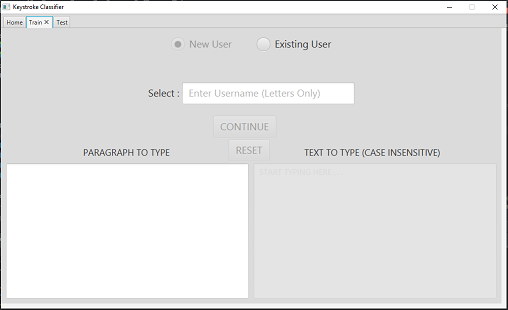 Keystroke Classifier
Home Train Test
New User Existing User
Select : Enter Username (Letters Only)
CONTINUE
RESET
PARAGRAPH TO TYPE TEXT TO TYPE (CASE INSENSITIVE)
START TYPING HERE ...